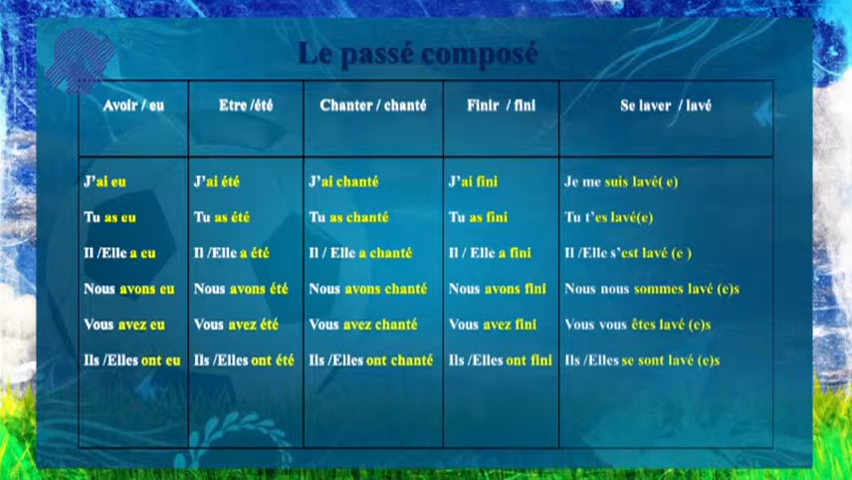 Le passé composé
Avoir / eu Etre /été Chanter / chanté Finir / fini Se laver / lavé
J'ai eu J'ai été J'ai chanté J'ai fini Je me suis lavé( e)
Tu as eu Tu as été Tu as chanté Tu as fini Tu t'es lavé(e)
Il /Elle a eu Il /Elle a été Il / Elle a chanté Il / Elle a fini Il /Elle s'est lavé (e )
Nous avons eu Nous avons été Nous avons chanté Nous avons fini Nous nous sommes lavé (e)s
Vous avez eu Vous avez été Vous avez chanté Vous avez fini Vous vous êtes lavé (e)s
Ils /Elles ont eu Ils /Elles ont été Ils /Elles ont chanté Ils /Elles ont fini Ils /Elles se sont lavé (e)s